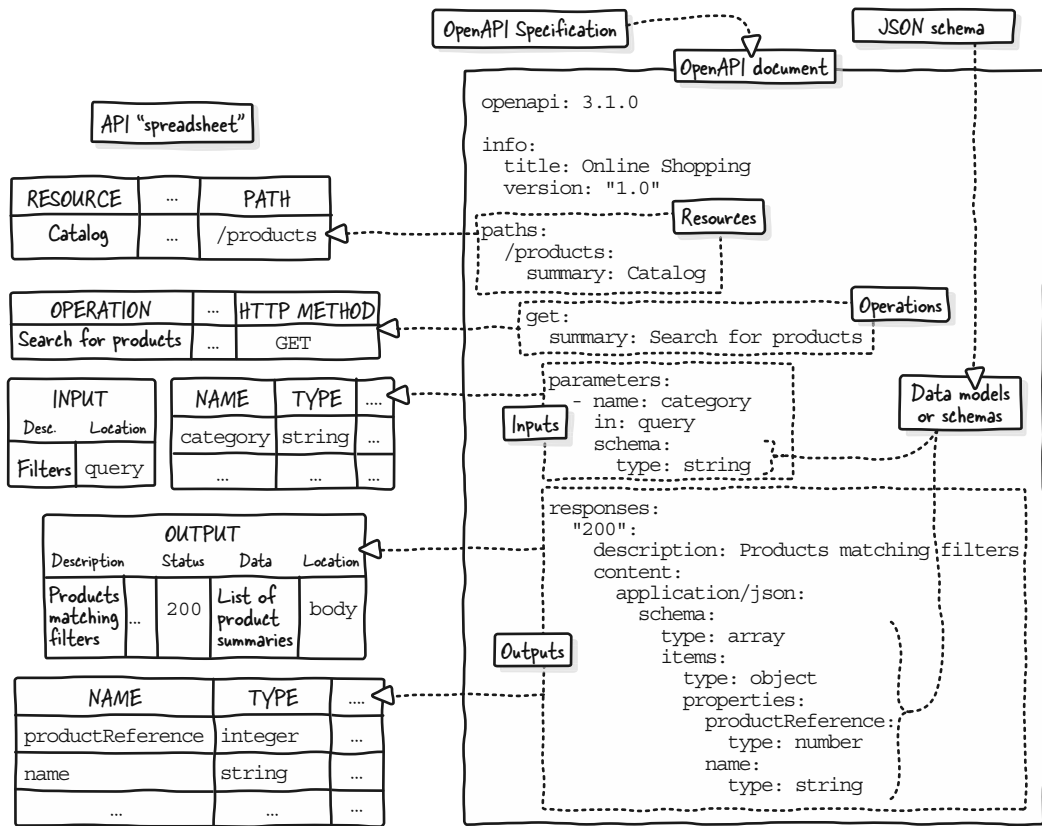 OpenAPI Specification
JSON schema
OpenAPI document
API "spreadsheet"
RESOURCE ... PATH
Catalog ... /products
OPERATION ... HTTP METHOD
Search for products ... GET
INPUT
Desc. Location
Filters query
NAME TYPE ....
category string ...
... ... ...
OUTPUT
Description Status Data Location
Products matching filters ... 200 List of product summaries body
NAME TYPE ....
productReference integer ...
name string ...
... ... ...
openapi: 3.1.0
info:
title: Online Shopping
version: "1.0"
Resources
paths:
/products:
summary: Catalog
Operations
get:
summary: Search for products
Inputs
parameters:
- name: category
in: query
schema:
type: string
Data models
or schemas
Outputs
responses:
"200":
description: Products matching filters
content:
application/json:
schema:
type: array
items:
type: object
properties:
productReference:
type: number
name:
type: string